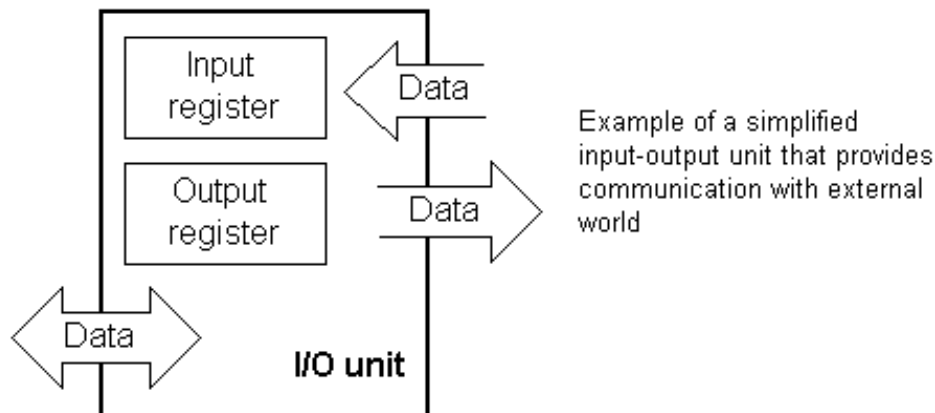 Input
register
Data
Output
register
Data
Data
I/O unit
Example of a simplified
input-output unit that provides
communication with external
world